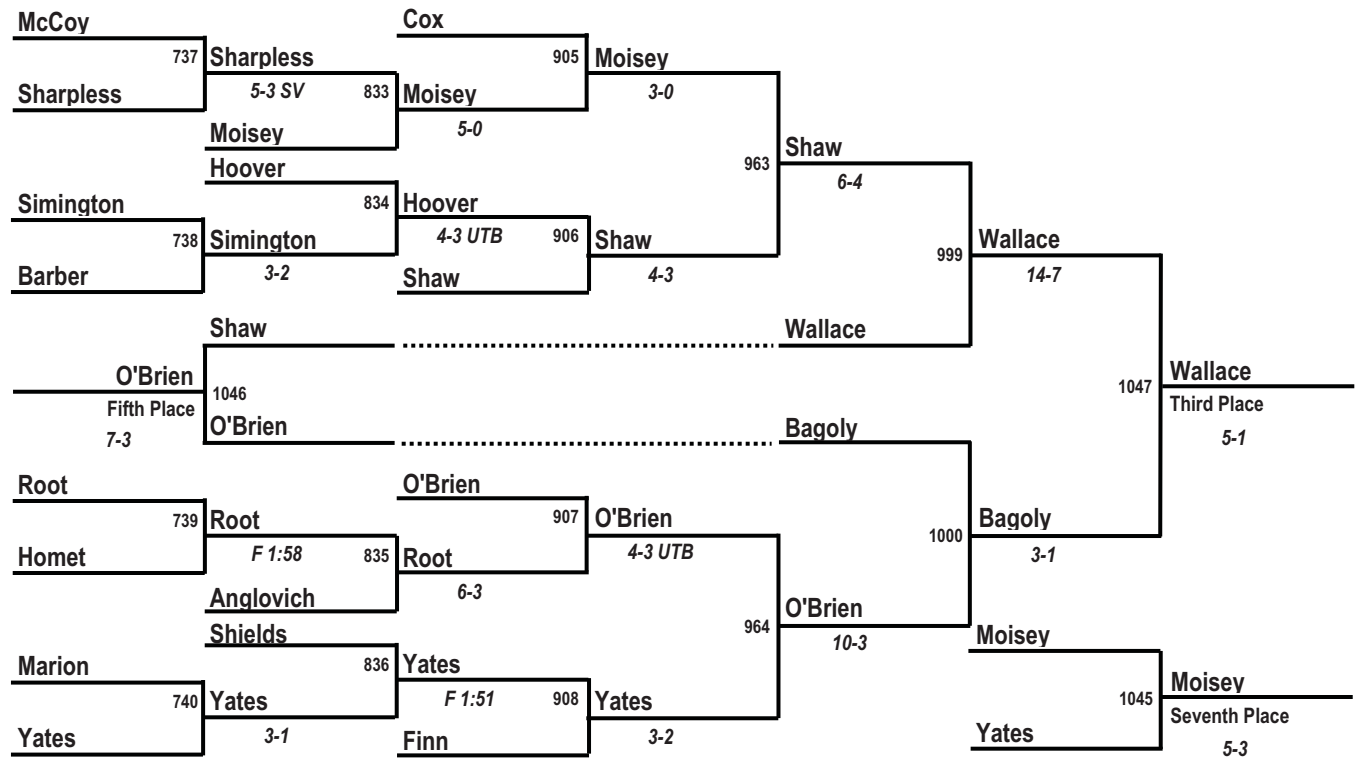 McCoy
Cox
737
Sharpless
905
Moisey
Sharpless
5-3 SV
833
Moisey
3-0
Moisey
5-0
Hoover
963
Shaw
6-4
Simington
834
Hoover
738
Simington
4-3 UTB
906
Shaw
999
Wallace
Barber
3-2
Shaw
4-3
14-7
Shaw
Wallace
O'Brien
1046
1047
Wallace
Fifth Place
Third Place
7-3
O'Brien
Bagoly
5-1
Root
O'Brien
739
Root
907
O'Brien
1000
Bagoly
Homet
F 1:58
835
Root
4-3 UTB
3-1
Anglovich
6-3
O'Brien
Shields
964
10-3
Moisey
Marion
836
Yates
740
Yates
F 1:51
908
Yates
1045
Moisey
Seventh Place
Yates
3-1
Finn
3-2
Yates
5-3